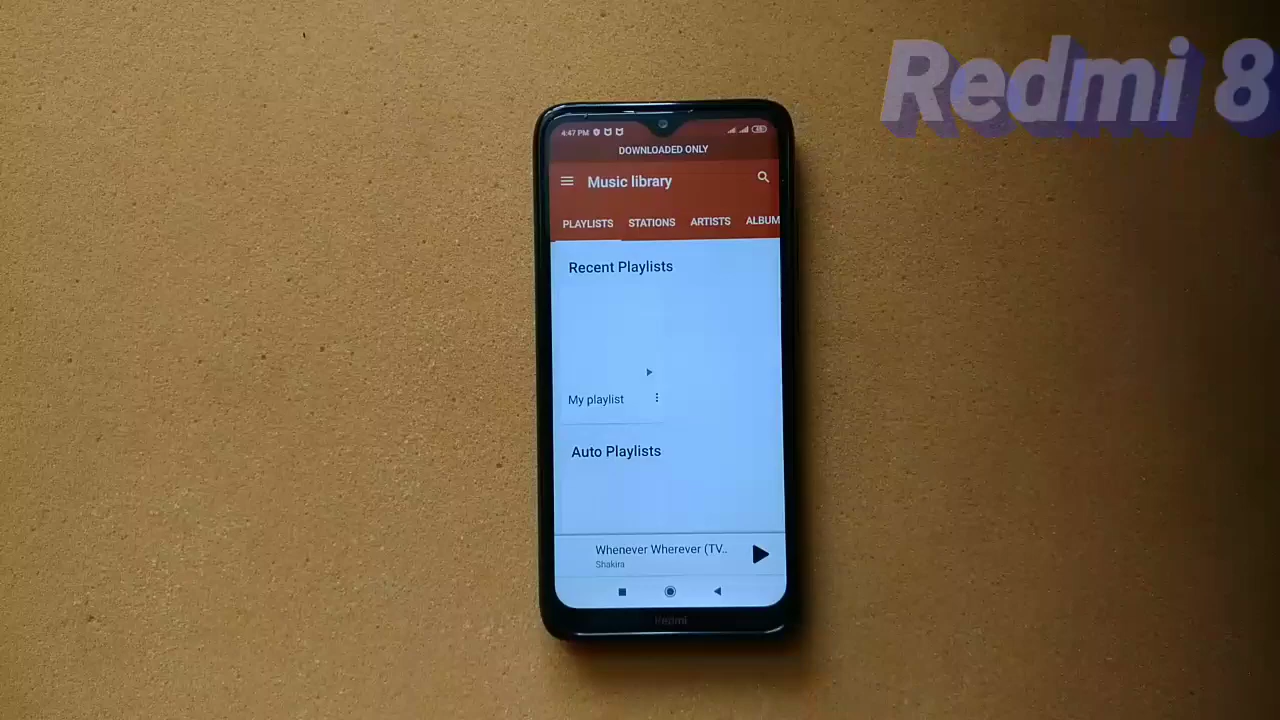 Redmi 8
4:47 PM
DOWNLOADED ONLY
Music library
PLAYLISTS STATIONS ARTISTS ALBUM
Recent Playlists
My playlist
Auto Playlists
Whenever Wherever (TV..
Shakira
Redmi